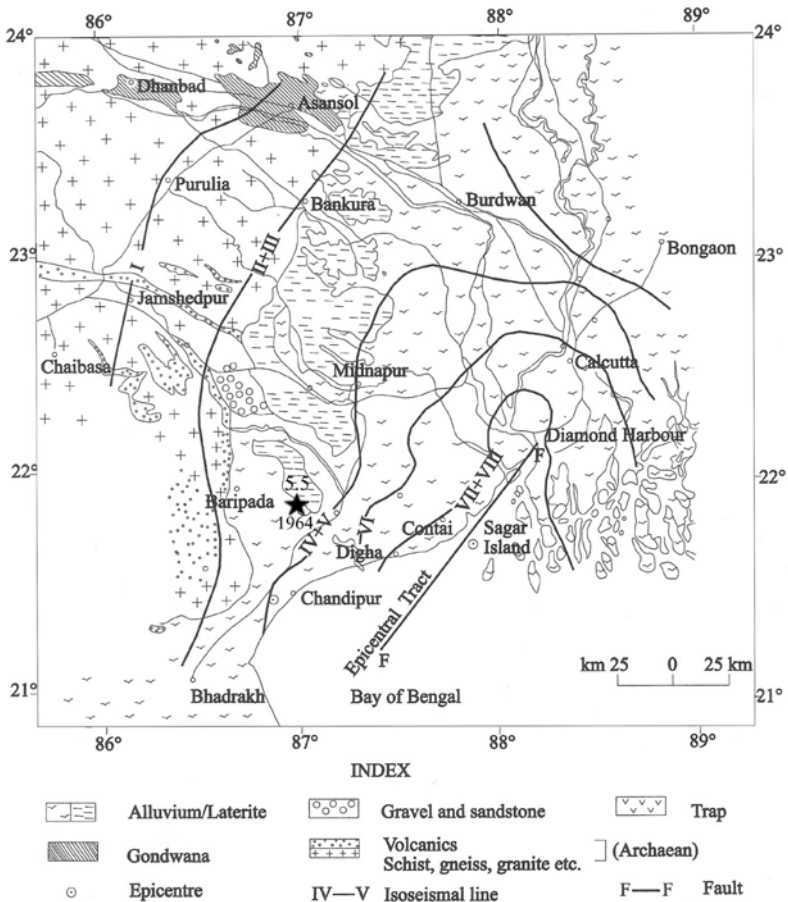 86°
87°
88°
89°
24°
24°
Dhanbad
Asansol
Purulia
Bankura
Burdwan
23°
23°
Bongaon
I
II+III
Jamshedpur
Chaibasa
Midnapur
Calcutta
Diamond Harbour
22°
22°
5.5
Baripada
1964
F
VII+VIII
IV+V
VI
Contai
Sagar
Island
Digha
Chandipur
Epicentral Tract
F
km 25 0 25 km
21°
21°
Bhadrakh
Bay of Bengal
86°
87°
88°
89°
INDEX
Alluvium/Laterite
Gravel and sandstone
Trap
Gondwana
Volcanics
Schist, gneiss, granite etc.
(Archaean)
Epicentre
IV—V Isoseismal line
F—F Fault